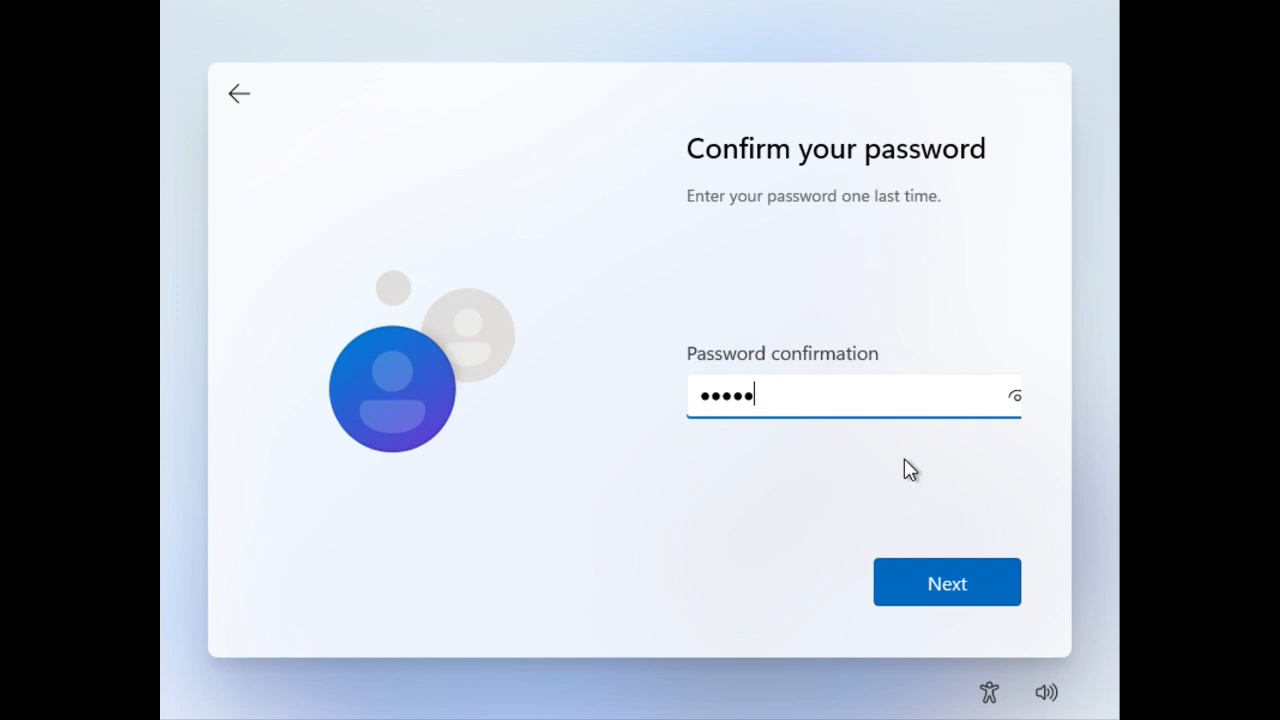 Confirm your password
Enter your password one last time.
Password confirmation
•••••
Next